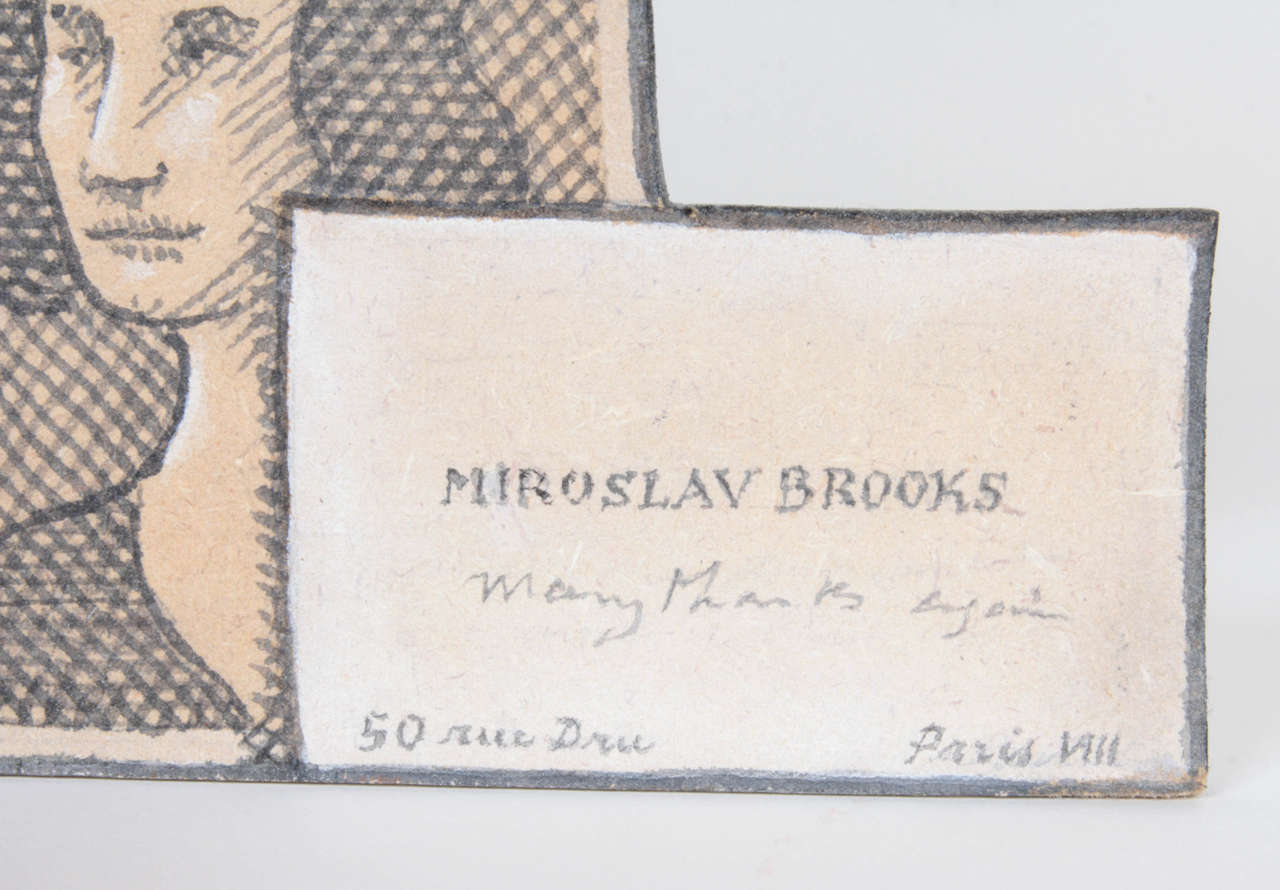 MIROSLAV BROOKS
Many thanks again
50 rue Dru
Paris VIII